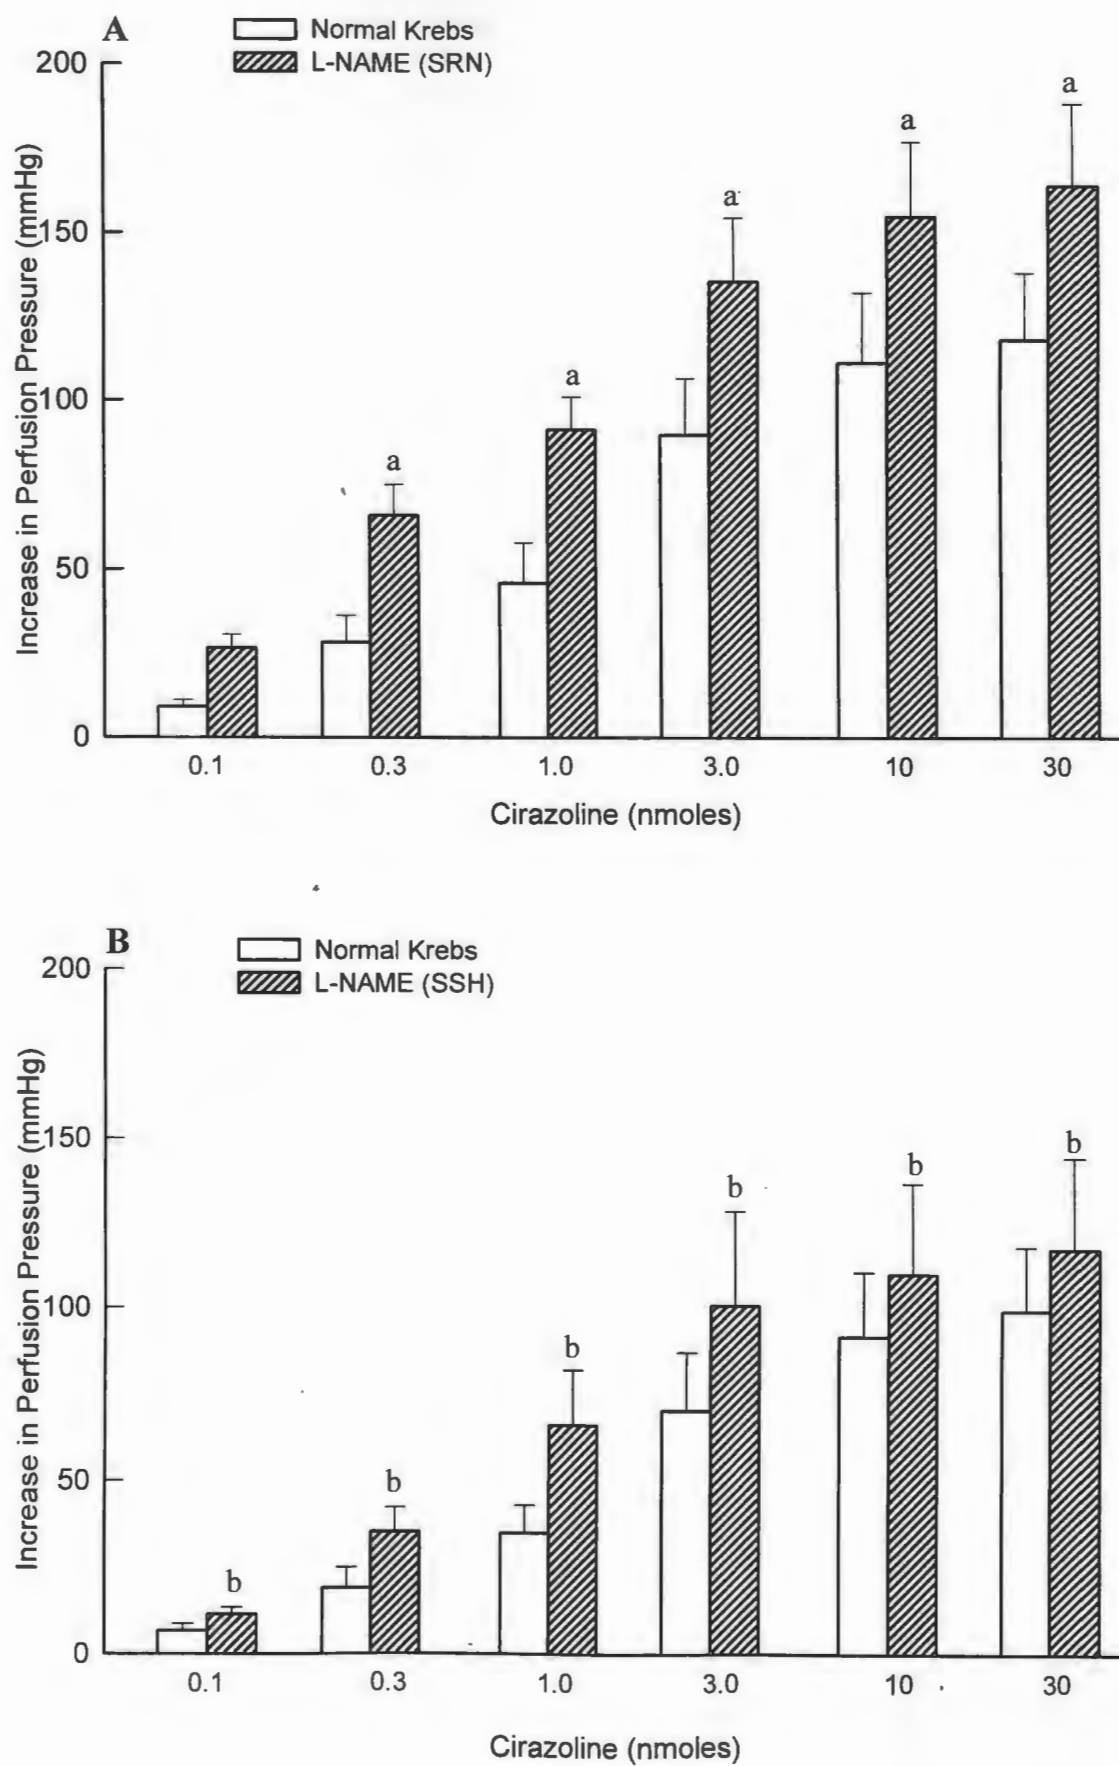 A
Normal Krebs
L-NAME (SRN)
Increase in Perfusion Pressure (mmHg)
200
150
100
50
0
a
a
a
a
a
0.1 0.3 1.0 3.0 10 30
Cirazoline (nmoles)
B
Normal Krebs
L-NAME (SSH)
Increase in Perfusion Pressure (mmHg)
200
150
100
50
0
b
b
b
b
b
b
0.1 0.3 1.0 3.0 10 30
Cirazoline (nmoles)